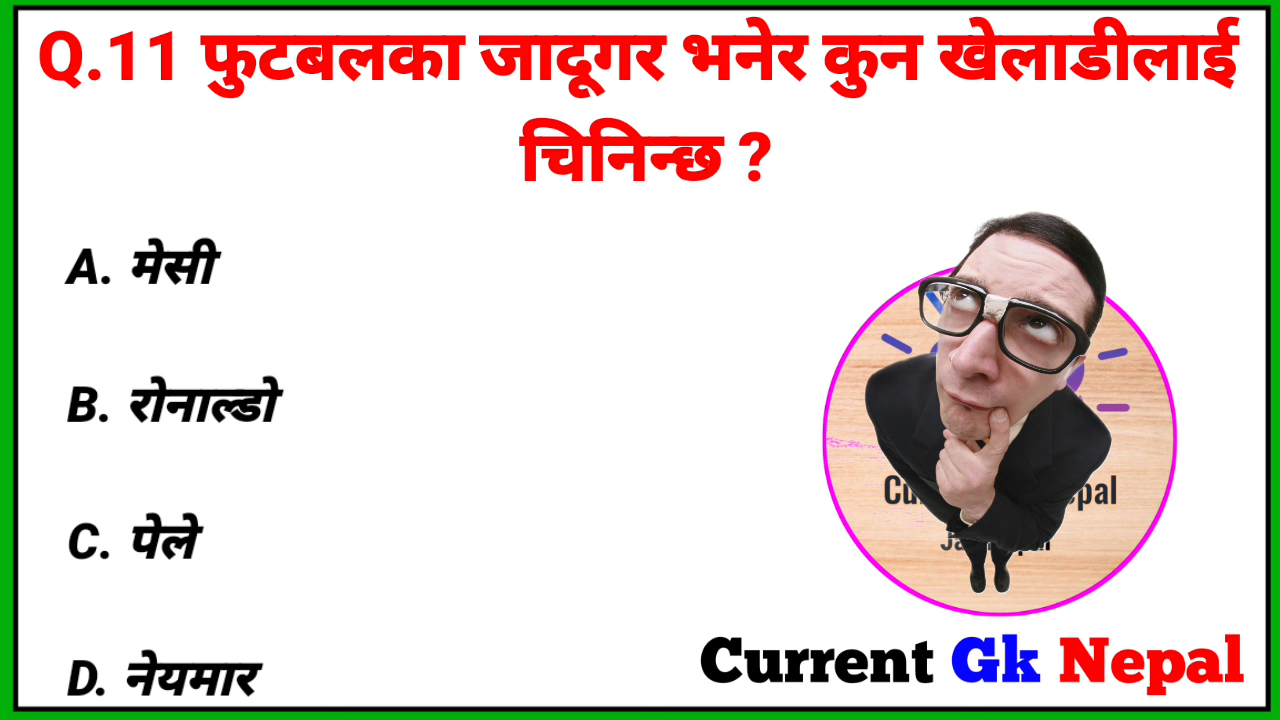 Q.11 फुटबलका जादूगर भनेर कुन खेलाडीलाई
चिनिन्छ ?
A. मेसी
B. रोनाल्डो
C. पेले
D. नेयमार
Current Gk Nepal